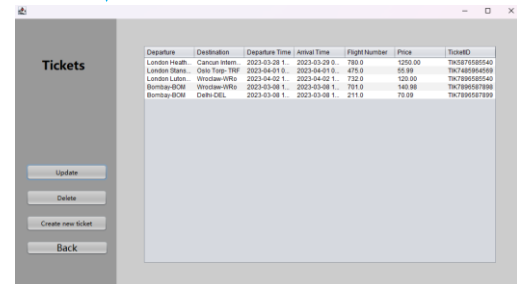 Tickets
Departure Destination Departure Time Arrival Time Flight Number Price TicketID
London Heath... Cancun Intern... 2023-03-28 1... 2023-03-29 0... 780.0 1250.00 TIK5876585540
London Stans... Oslo Torp- TRF 2023-04-01 0... 2023-04-01 0... 475.0 55.99 TIK7485964569
London Luton... Wroclaw-WRo 2023-04-02 1... 2023-04-02 1... 732.0 120.00 TIK7896585540
Bombay-BOM Wroclaw-WRo 2023-03-08 1... 2023-03-08 1... 701.0 140.98 TIK7896587898
Bombay-BOM Delhi-DEL 2023-03-08 1... 2023-03-08 1... 211.0 70.09 TIK7896587899
Update
Delete
Create new ticket
Back